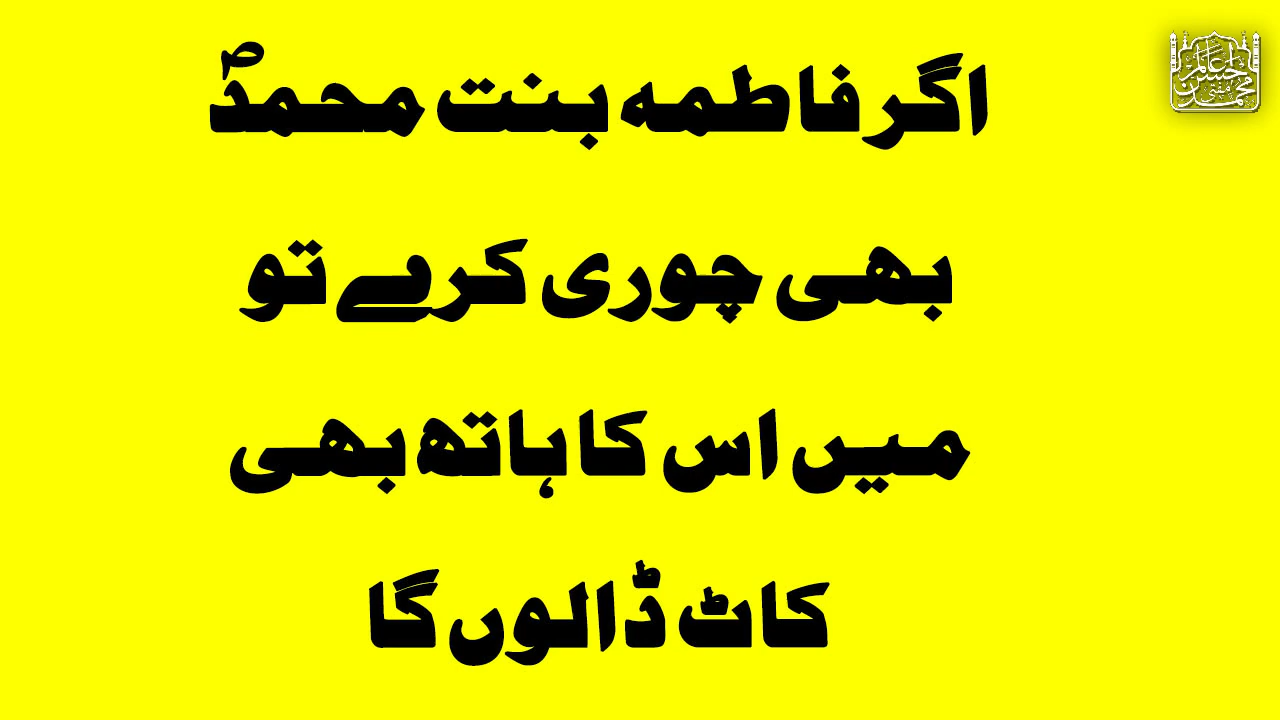 اگر فاطمہ بنت محمدؐ
بھی چوری کرے تو
میں اس کا ہاتھ بھی
کاٹ ڈالوں گا